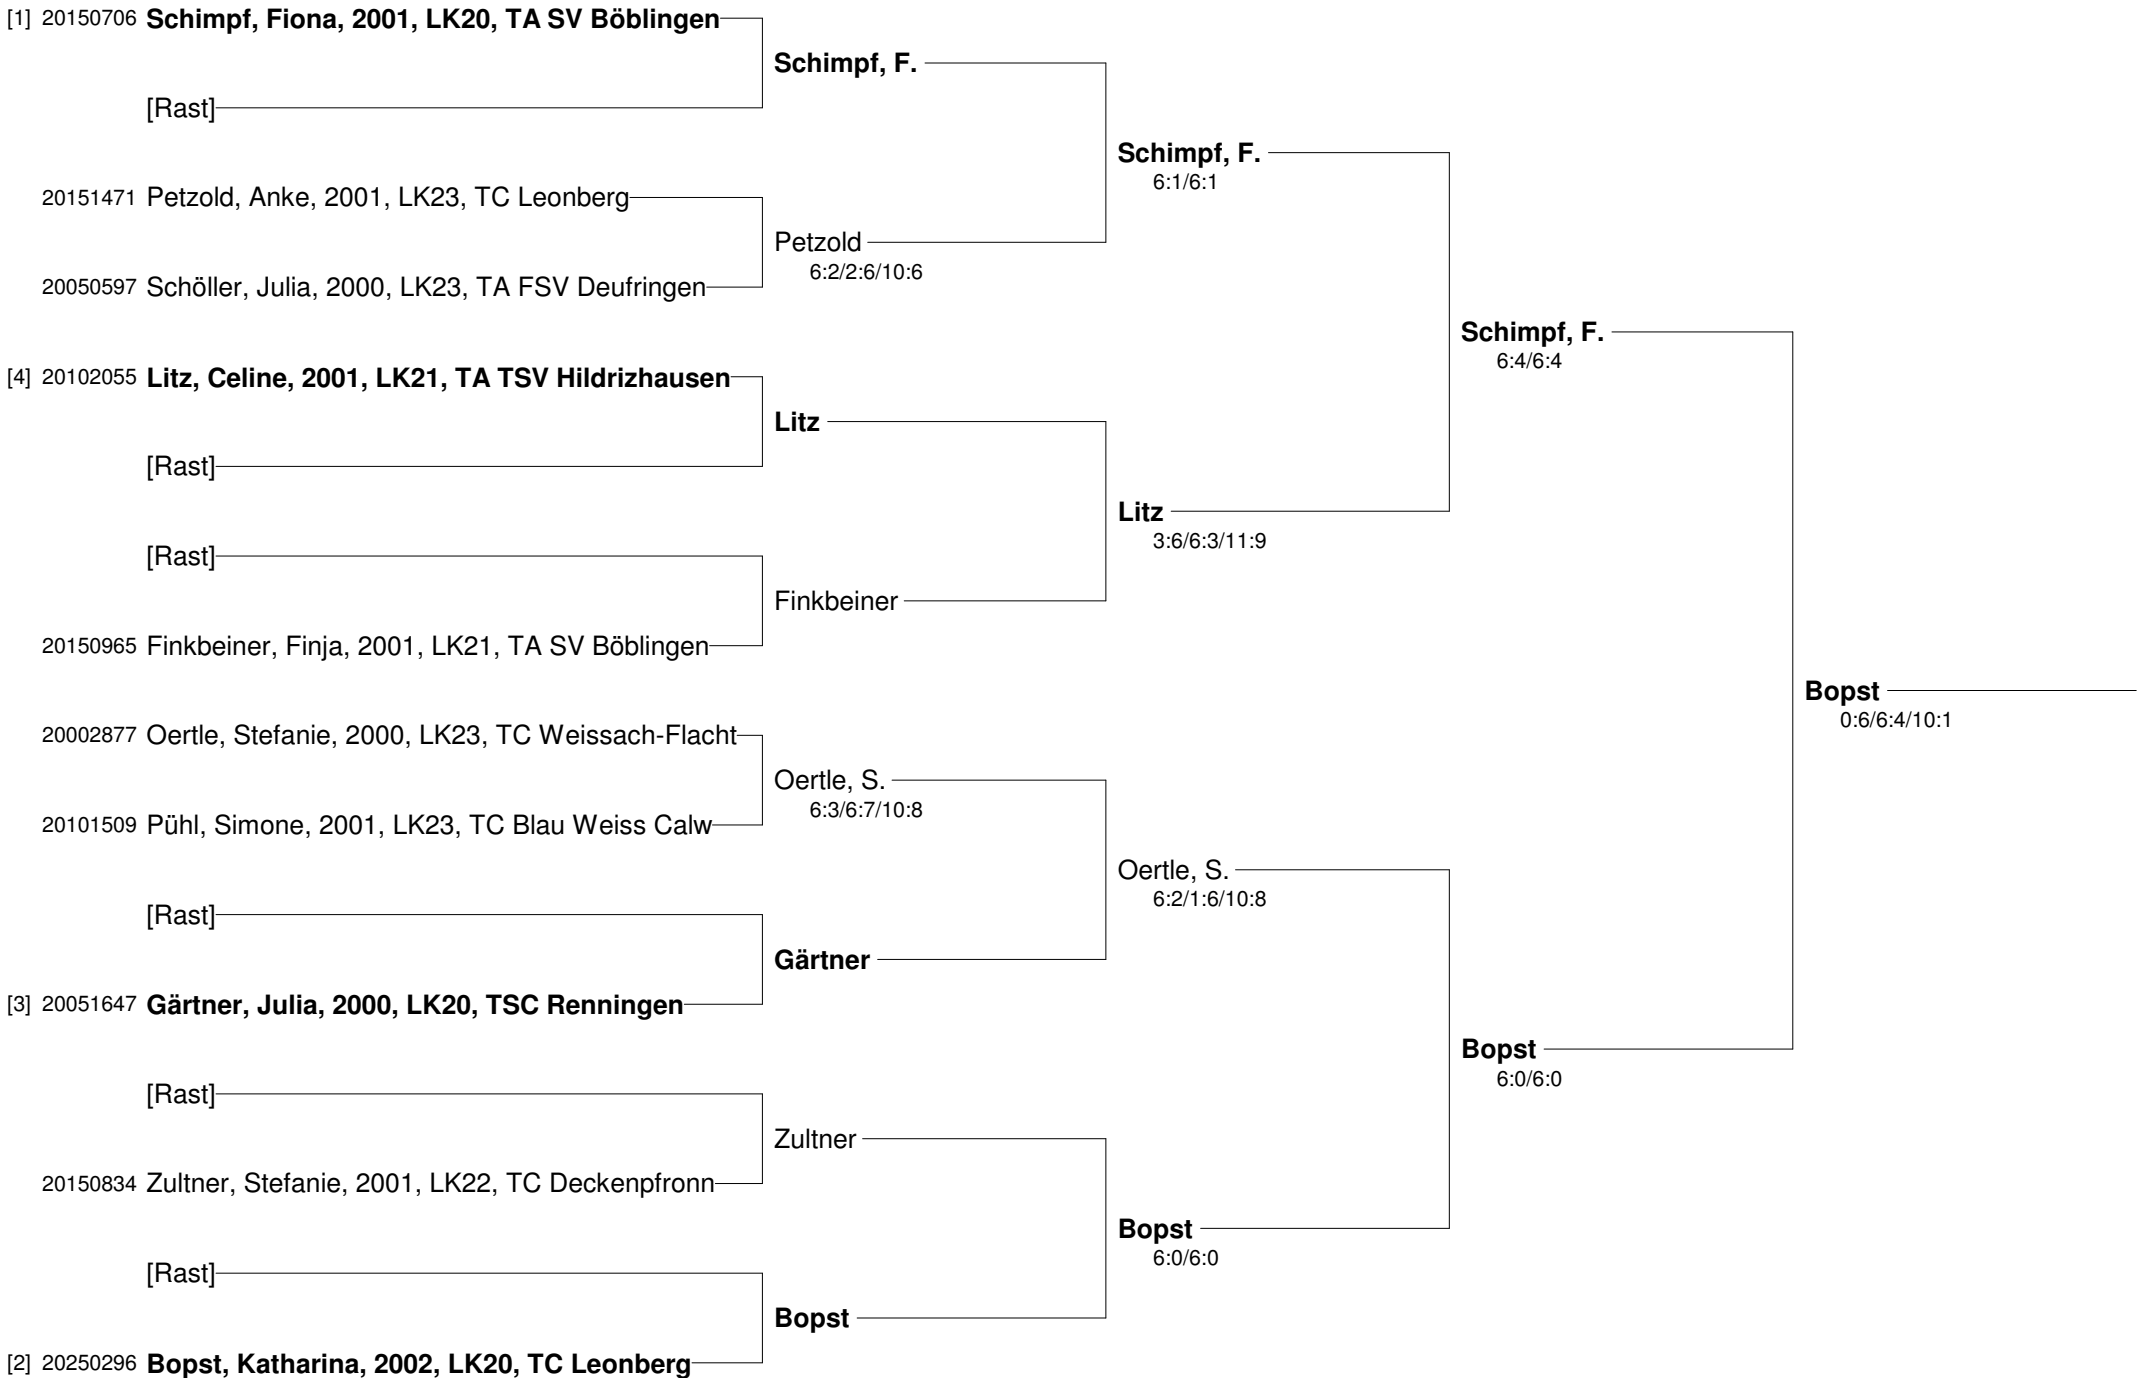 [1] 20150706 Schimpf, Fiona, 2001, LK20, TA SV Böblingen
Schimpf, F.
[Rast]
Schimpf, F.
6:1/6:1
20151471 Petzold, Anke, 2001, LK23, TC Leonberg
Petzold
6:2/2:6/10:6
20050597 Schöller, Julia, 2000, LK23, TA FSV Deufringen
Schimpf, F.
6:4/6:4
[4] 20102055 Litz, Celine, 2001, LK21, TA TSV Hildrizhausen
Litz
[Rast]
Litz
3:6/6:3/11:9
[Rast]
Finkbeiner
20150965 Finkbeiner, Finja, 2001, LK21, TA SV Böblingen
Bopst
0:6/6:4/10:1
20002877 Oertle, Stefanie, 2000, LK23, TC Weissach-Flacht
Oertle, S.
6:3/6:7/10:8
20101509 Pühl, Simone, 2001, LK23, TC Blau Weiss Calw
Oertle, S.
6:2/1:6/10:8
[Rast]
Gärtner
[3] 20051647 Gärtner, Julia, 2000, LK20, TSC Renningen
Bopst
6:0/6:0
[Rast]
Zultner
20150834 Zultner, Stefanie, 2001, LK22, TC Deckenpfronn
Bopst
6:0/6:0
[Rast]
Bopst
[2] 20250296 Bopst, Katharina, 2002, LK20, TC Leonberg